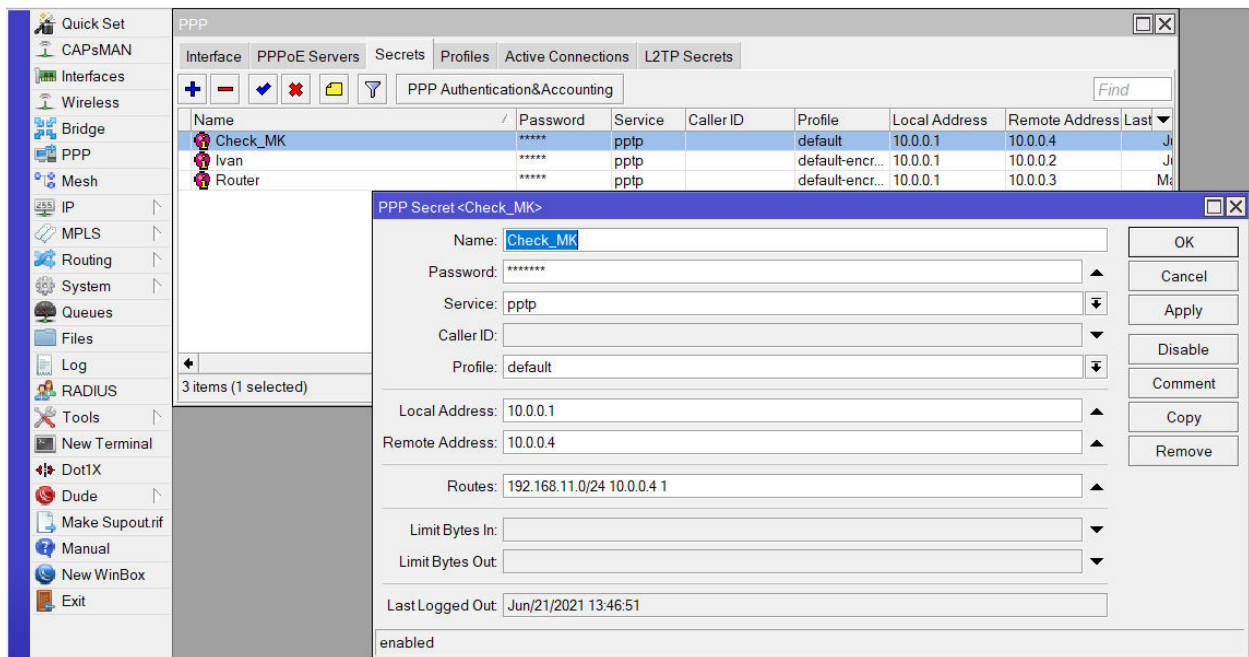 Quick Set
CAPsMAN
Interfaces
Wireless
Bridge
PPP
Mesh
255
IP
MPLS
Routing
System
Queues
Files
Log
RADIUS
Tools
New Terminal
Dot1X
Dude
Make Supout.rif
Manual
New WinBox
Exit
PPP
Interface PPPoE Servers Secrets Profiles Active Connections L2TP Secrets
PPP Authentication&Accounting Find
Name / Password Service Caller ID Profile Local Address Remote Address Last
Check_MK ***** pptp default 10.0.0.1 10.0.0.4 Ju
Ivan ***** pptp default-encr... 10.0.0.1 10.0.0.2 Ju
Router ***** pptp default-encr... 10.0.0.1 10.0.0.3 Ma
3 items (1 selected)
PPP Secret <Check_MK>
Name: Check_MK
Password: *******
Service: pptp
Caller ID:
Profile: default
Local Address: 10.0.0.1
Remote Address: 10.0.0.4
Routes: 192.168.11.0/24 10.0.0.4 1
Limit Bytes In:
Limit Bytes Out:
Last Logged Out: Jun/21/2021 13:46:51
enabled
OK
Cancel
Apply
Disable
Comment
Copy
Remove